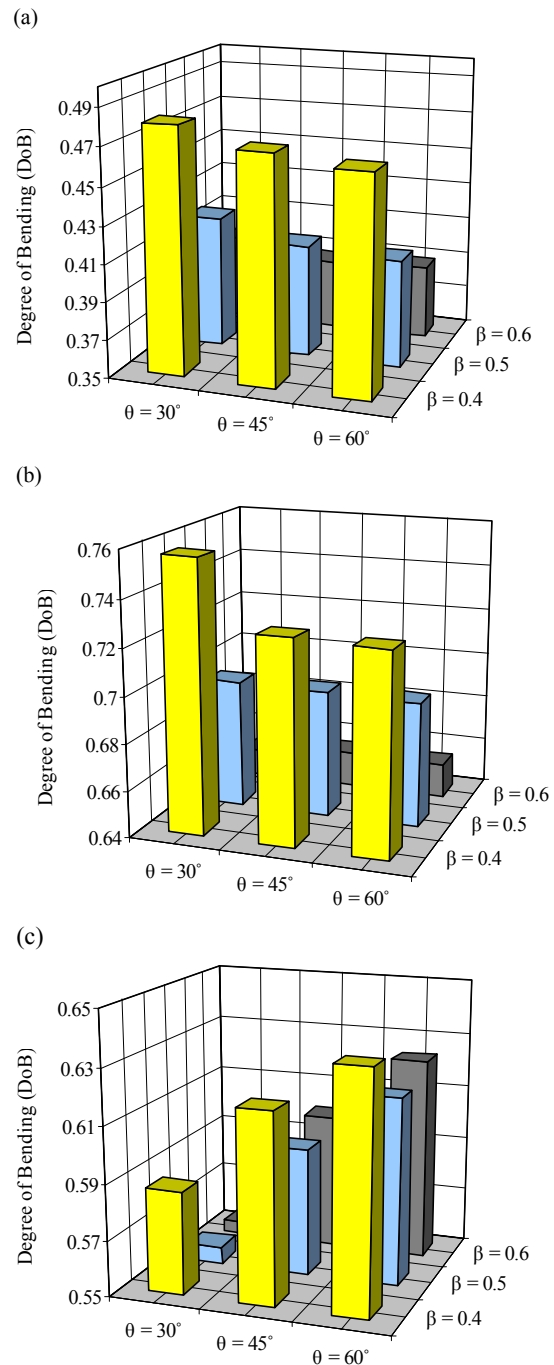 (a)
Degree of Bending (DoB)
0.49
0.47
0.45
0.43
0.41
0.39
0.37
0.35
θ = 30˚
θ = 45˚
θ = 60˚
β = 0.4
β = 0.5
β = 0.6
(b)
Degree of Bending (DoB)
0.76
0.74
0.72
0.7
0.68
0.66
0.64
θ = 30˚
θ = 45˚
θ = 60˚
β = 0.4
β = 0.5
β = 0.6
(c)
Degree of Bending (DoB)
0.65
0.63
0.61
0.59
0.57
0.55
θ = 30˚
θ = 45˚
θ = 60˚
β = 0.4
β = 0.5
β = 0.6